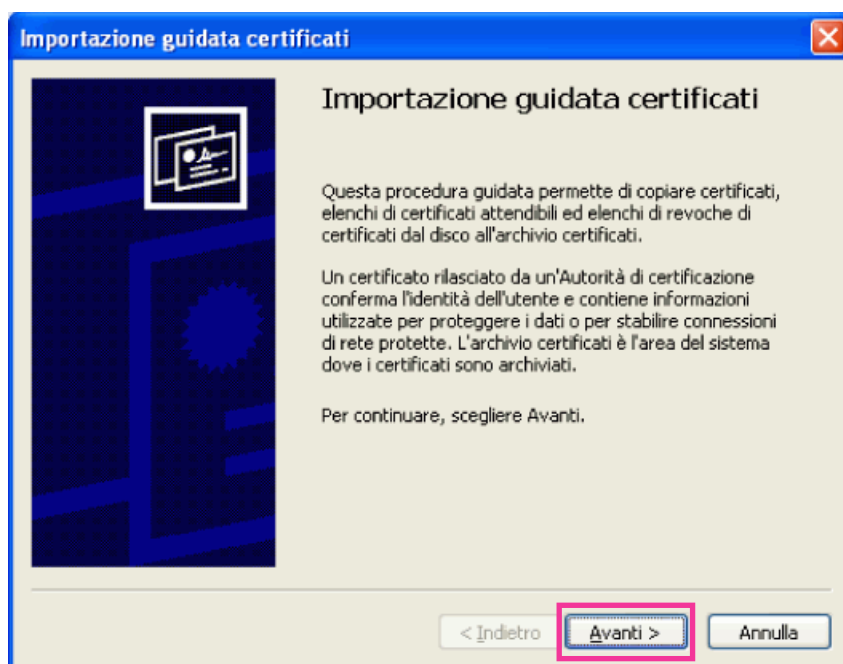 Importazione guidata certificati
Importazione guidata certificati
Questa procedura guidata permette di copiare certificati,
elenchi di certificati attendibili ed elenchi di revoche di
certificati dal disco all'archivio certificati.
Un certificato rilasciato da un'Autorità di certificazione
conferma l'identità dell'utente e contiene informazioni
utilizzate per proteggere i dati o per stabilire connessioni
di rete protette. L'archivio certificati è l'area del sistema
dove i certificati sono archiviati.
Per continuare, scegliere Avanti.
< Indietro Avanti > Annulla